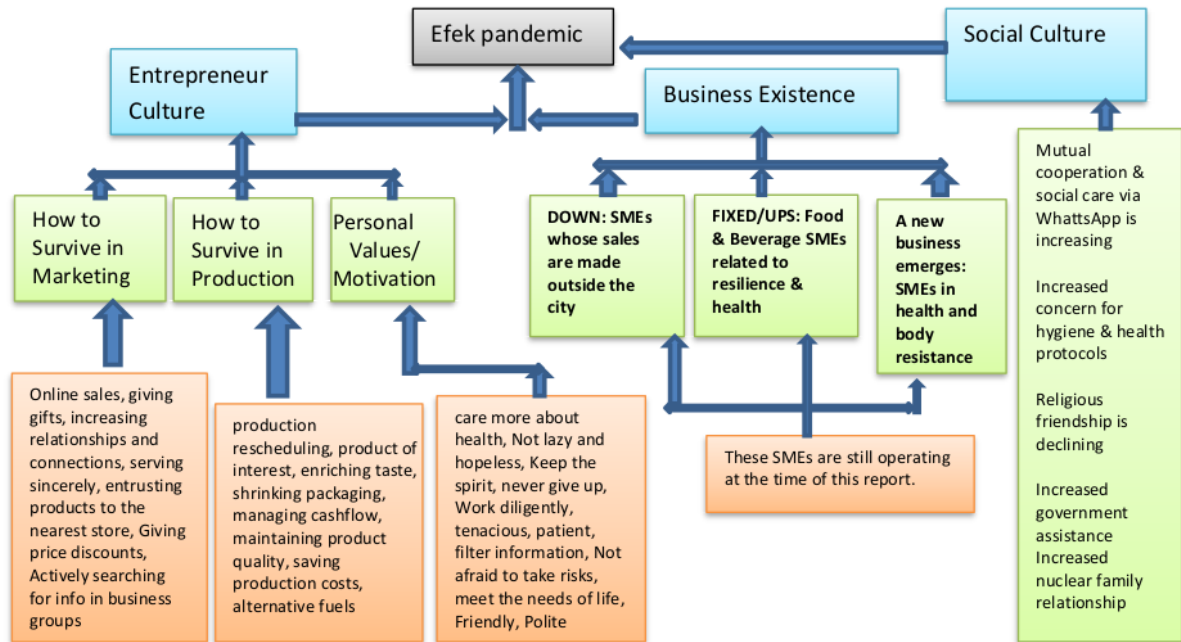 Efek pandemic
Social Culture
Entrepreneur
Culture
Business Existence
How to
Survive in
Marketing
How to
Survive in
Production
Personal
Values/
Motivation
DOWN: SMEs
whose sales
are made
outside the
city
FIXED/UPS: Food
& Beverage SMEs
related to
resilience &
health
A new
business
emerges:
SMEs in
health and
body
resistance
Mutual
cooperation &
social care via
WhattsApp is
increasing
Increased
concern for
hygiene & health
protocols
Religious
friendship is
declining
Increased
government
assistance
Increased
nuclear family
relationship
Online sales, giving
gifts, increasing
relationships and
connections, serving
sincerely, entrusting
products to the
nearest store, Giving
price discounts,
Actively searching
for info in business
groups
production
rescheduling, product of
interest, enriching taste,
shrinking packaging,
managing cashflow,
maintaining product
quality, saving
production costs,
alternative fuels
care more about
health, Not lazy and
hopeless, Keep the
spirit, never give up,
Work diligently,
tenacious, patient,
filter information, Not
afraid to take risks,
meet the needs of life,
Friendly, Polite
These SMEs are still operating
at the time of this report.